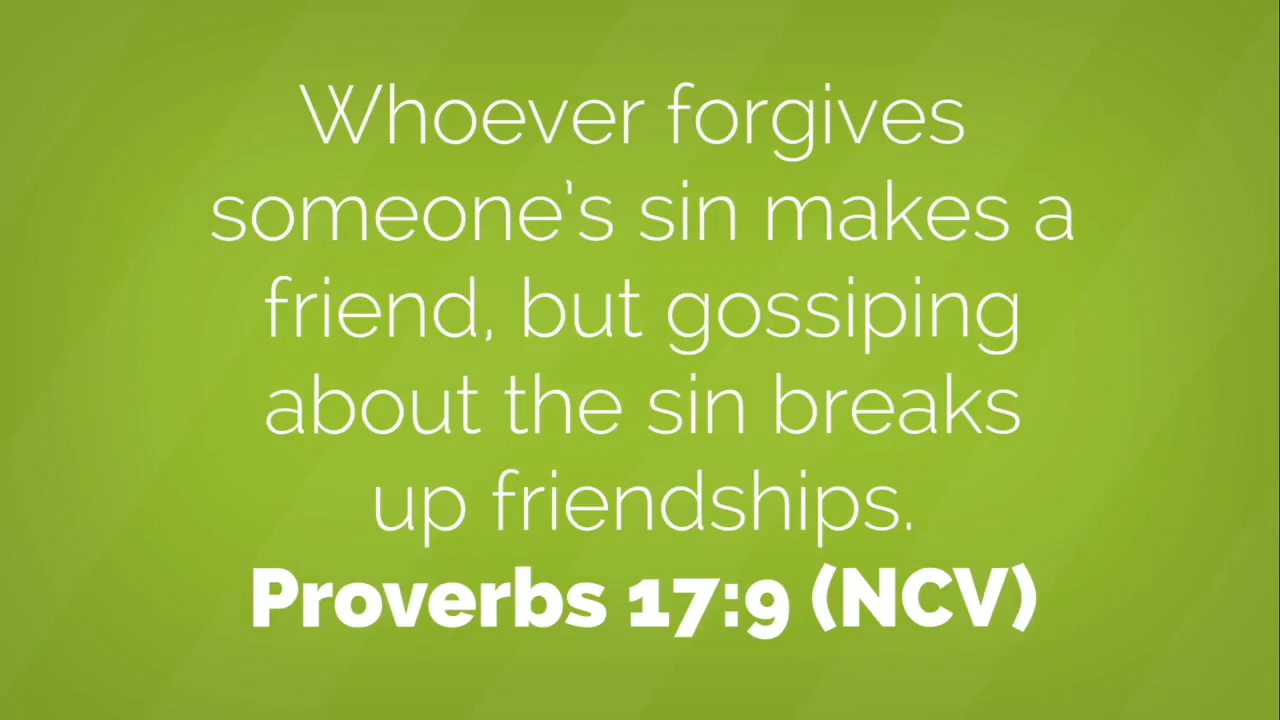 Whoever forgives
someone's sin makes a
friend, but gossiping
about the sin breaks
up friendships.
Proverbs 17:9 (NCV)